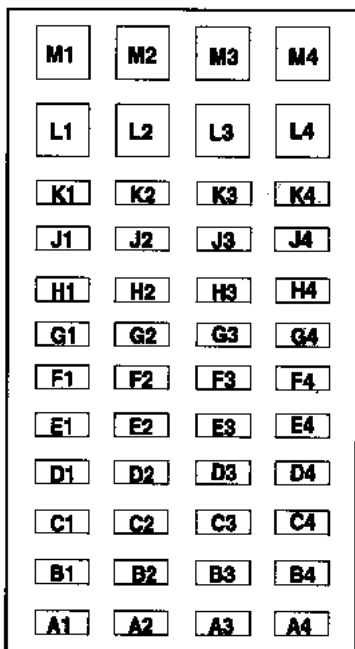 M1 M2 M3 M4
L1 L2 L3 L4
K1 K2 K3 K4
J1 J2 J3 J4
H1 H2 H3 H4
G1 G2 G3 G4
F1 F2 F3 F4
E1 E2 E3 E4
D1 D2 D3 D4
C1 C2 C3 C4
B1 B2 B3 B4
A1 A2 A3 A4